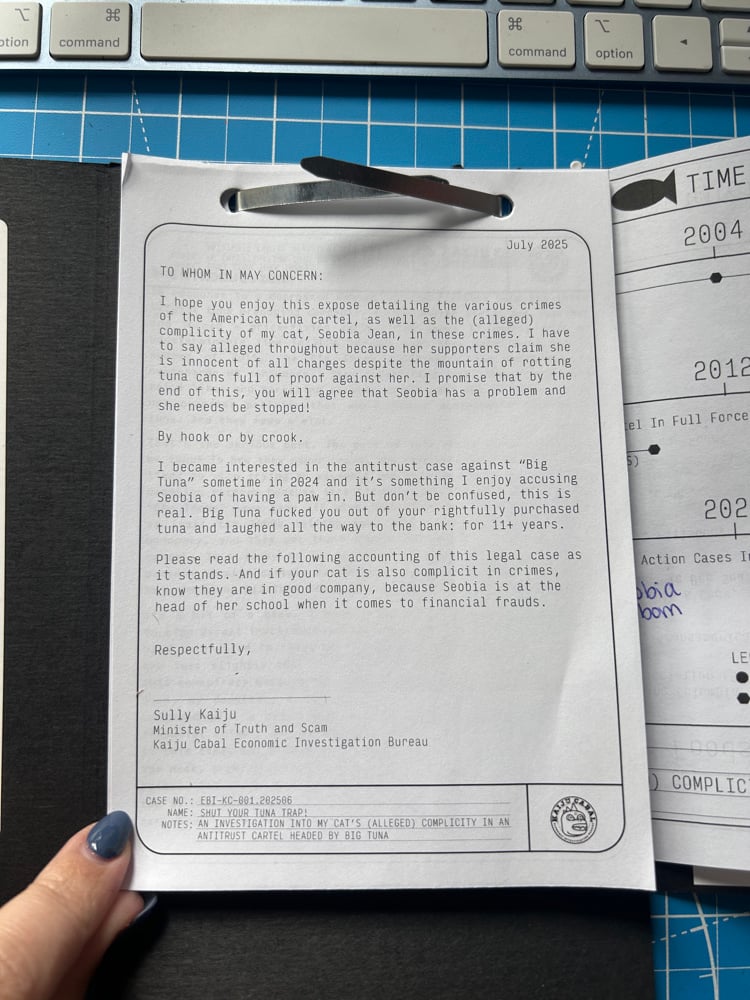 ⌥
option
⌘
command
⌘
command
⌥
option
◂
July 2025
TO WHOM IN MAY CONCERN:
I hope you enjoy this expose detailing the various crimes
of the American tuna cartel, as well as the (alleged)
complicity of my cat, Seobia Jean, in these crimes. I have
to say alleged throughout because her supporters claim she
is innocent of all charges despite the mountain of rotting
tuna cans full of proof against her. I promise that by the
end of this, you will agree that Seobia has a problem and
she needs be stopped!
By hook or by crook.
I became interested in the antitrust case against “Big
Tuna” sometime in 2024 and it’s something I enjoy accusing
Seobia of having a paw in. But don’t be confused, this is
real. Big Tuna fucked you out of your rightfully purchased
tuna and laughed all the way to the bank: for 11+ years.
Please read the following accounting of this legal case as
it stands. And if your cat is also complicit in crimes,
know they are in good company, because Seobia is at the
head of her school when it comes to financial frauds.
Respectfully,
Sully Kaiju
Minister of Truth and Scam
Kaiju Cabal Economic Investigation Bureau
CASE NO.: EBI-KC-001.202506
NAME: SHUT YOUR TUNA TRAP!
NOTES: AN INVESTIGATION INTO MY CAT’S (ALLEGED) COMPLICITY IN AN
ANTITRUST CARTEL HEADED BY BIG TUNA
KAIJU CABAL
TIME
2004
2012
el In Full Force
5)
202
Action Cases I
obia
born
LE
) COMPLIC